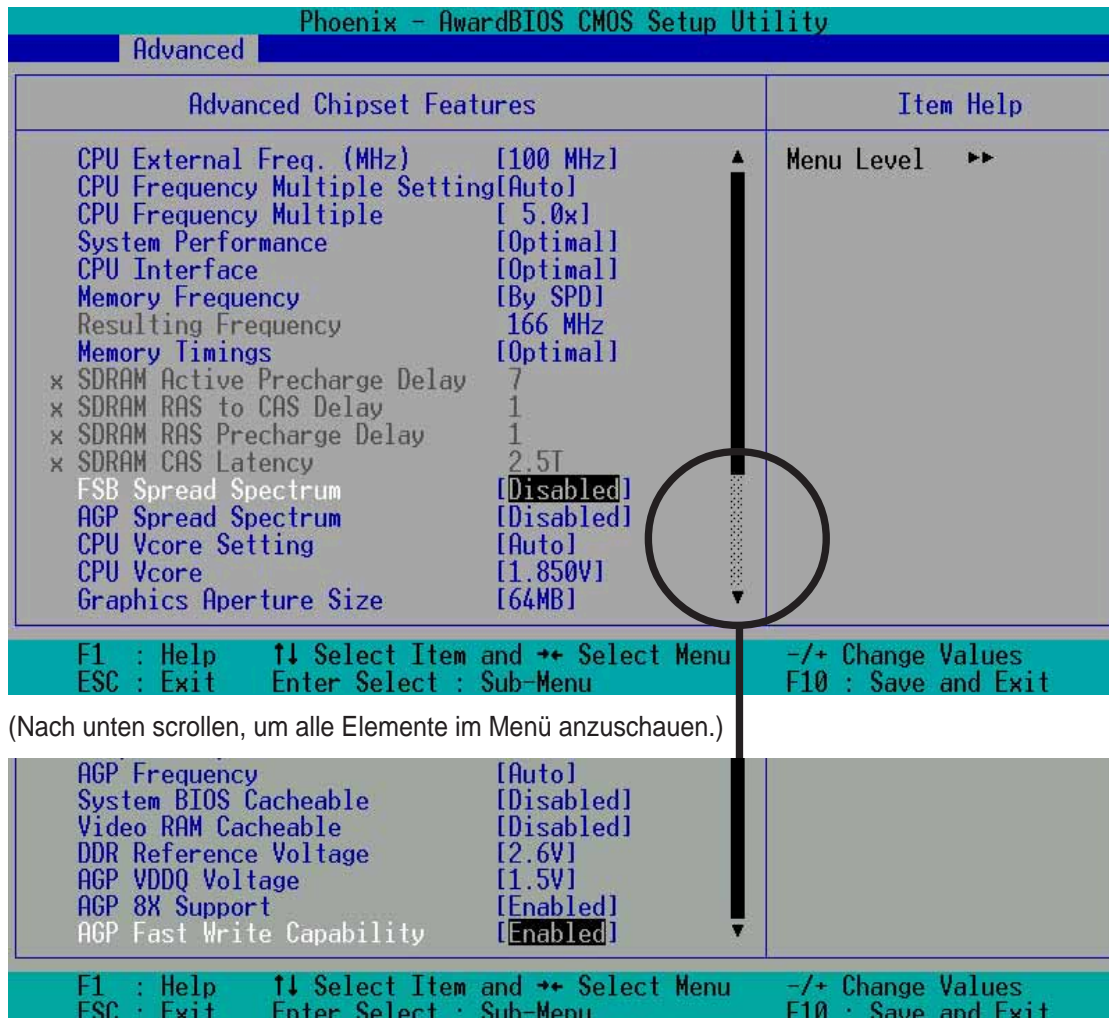 Phoenix - AwardBIOS CMOS Setup Utility
Advanced
Advanced Chipset Features
Item Help
CPU External Freq. (MHz) [100 MHz]
Menu Level ▸▸
CPU Frequency Multiple Setting[Auto]
CPU Frequency Multiple [ 5.0x]
System Performance [Optimal]
CPU Interface [Optimal]
Memory Frequency [By SPD]
Resulting Frequency 166 MHz
Memory Timings [Optimal]
x SDRAM Active Precharge Delay 7
x SDRAM RAS to CAS Delay 1
x SDRAM RAS Precharge Delay 1
x SDRAM CAS Latency 2.5T
FSB Spread Spectrum [Disabled]
AGP Spread Spectrum [Disabled]
CPU Vcore Setting [Auto]
CPU Vcore [1.850V]
Graphics Aperture Size [64MB]
F1 : Help ↑↓ Select Item and →← Select Menu -/+ Change Values
ESC : Exit Enter Select : Sub-Menu F10 : Save and Exit
(Nach unten scrollen, um alle Elemente im Menü anzuschauen.)
AGP Frequency [Auto]
System BIOS Cacheable [Disabled]
Video RAM Cacheable [Disabled]
DDR Reference Voltage [2.6V]
AGP VDDQ Voltage [1.5V]
AGP 8X Support [Enabled]
AGP Fast Write Capability [Enabled]
F1 : Help ↑↓ Select Item and →← Select Menu -/+ Change Values
ESC : Exit Enter Select : Sub-Menu F10 : Save and Exit